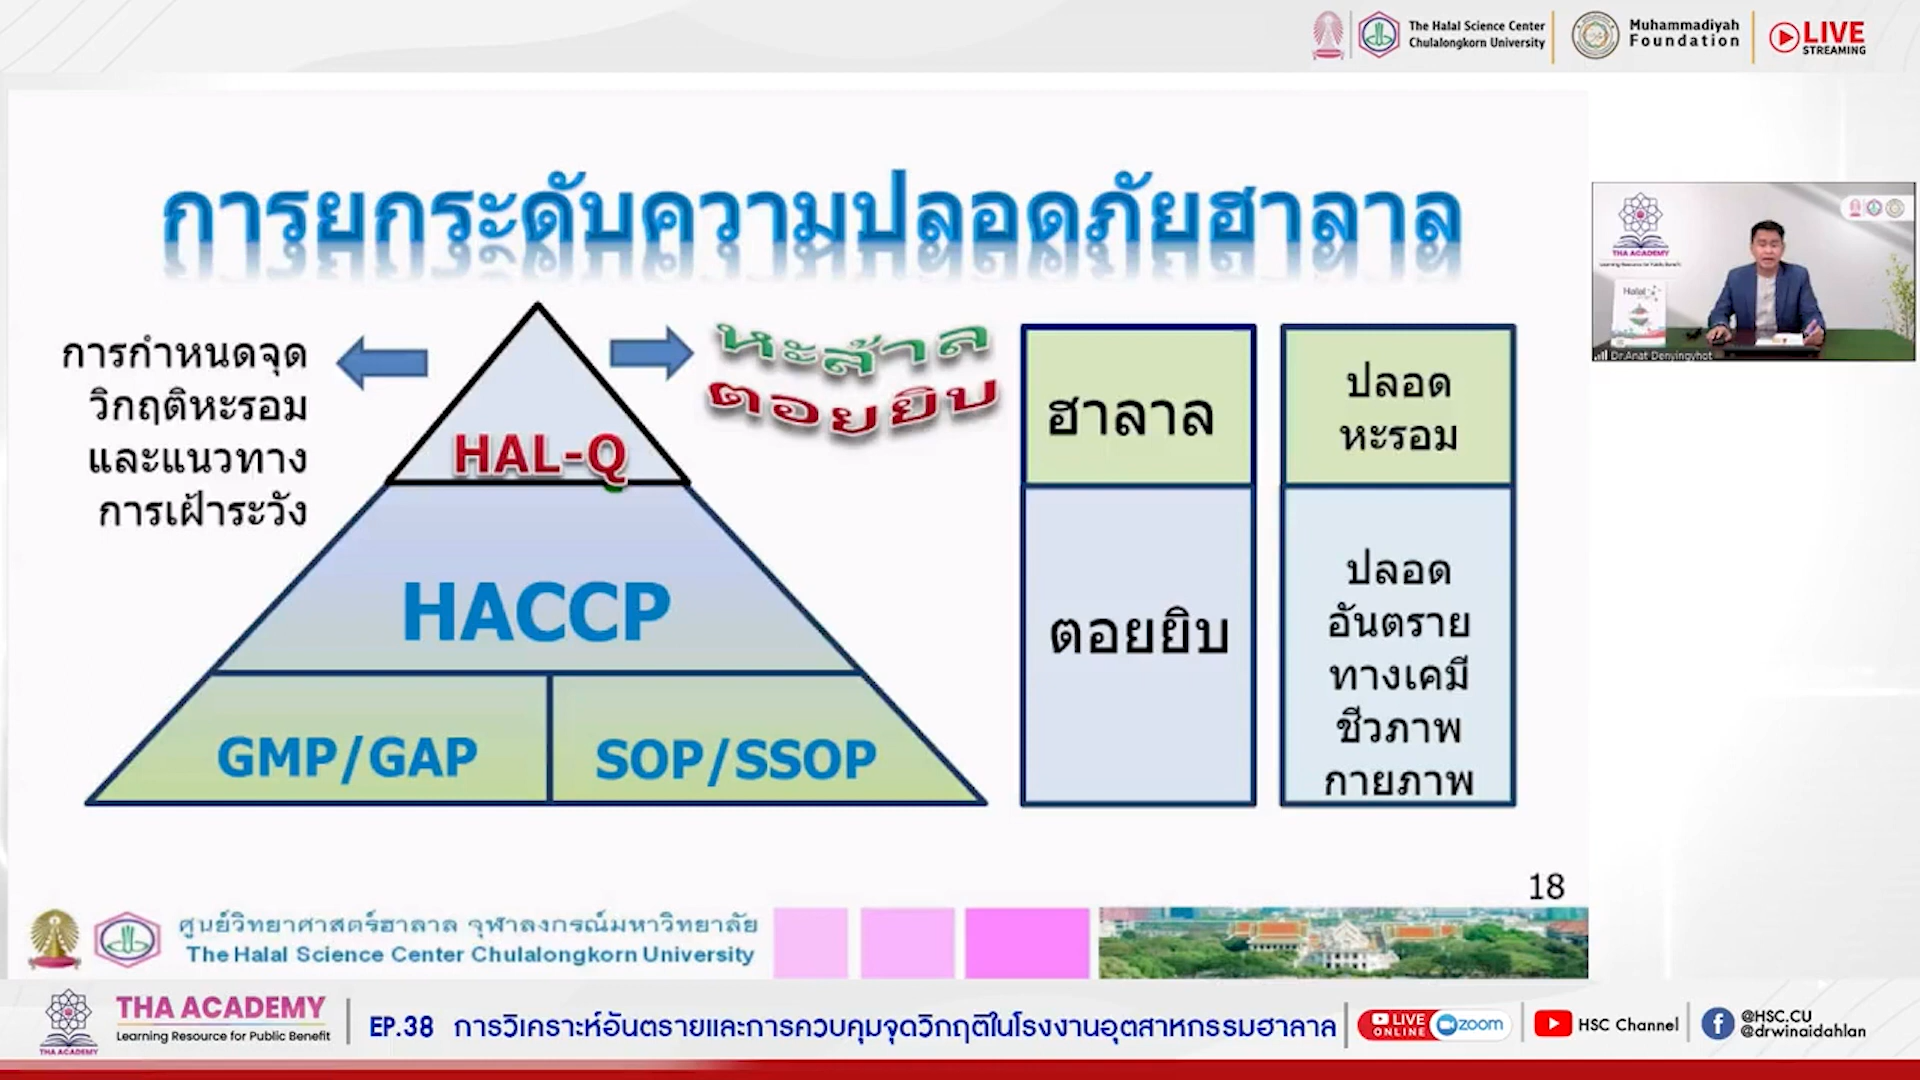 The Halal Science Center
Chulalongkorn University
Muhammadiyah
Foundation
LIVE
STREAMING
การยกระดับความปลอดภัยฮาลาล
การกำหนดจุด
วิกฤติหะรอม
และแนวทาง
การเฝ้าระวัง
หะล้าล
ตอยยิบ
HAL-Q
HACCP
GMP/GAP
SOP/SSOP
ฮาลาล
ตอยยิบ
ปลอด
หะรอม
ปลอด
อันตราย
ทางเคมี
ชีวภาพ
กายภาพ
THA ACADEMY
Learning Resource for Public Benefit
Halal
Dr.Anat Denyingyhot
18
ศูนย์วิทยาศาสตร์ฮาลาล จุฬาลงกรณ์มหาวิทยาลัย
The Halal Science Center Chulalongkorn University
THA ACADEMY
THA ACADEMY
Learning Resource for Public Benefit
EP.38 การวิเคราะห์อันตรายและการควบคุมจุดวิกฤติในโรงงานอุตสาหกรรมฮาลาล
LIVE
ONLINE
zoom
HSC Channel
@HSC.CU
@drwinaidahlan